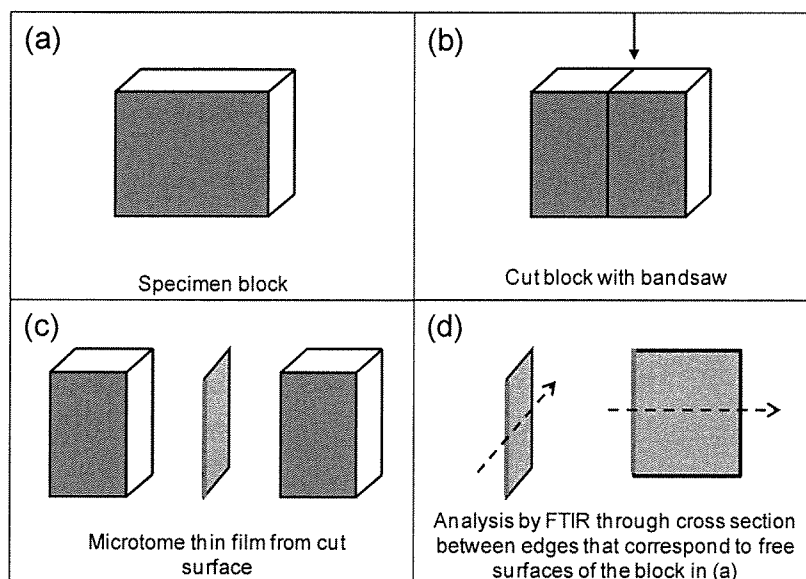 (a)
Specimen block
(b)
Cut block with bandsaw
(c)
Microtome thin film from cut
surface
(d)
Analysis by FTIR through cross section
between edges that correspond to free
surfaces of the block in (a)